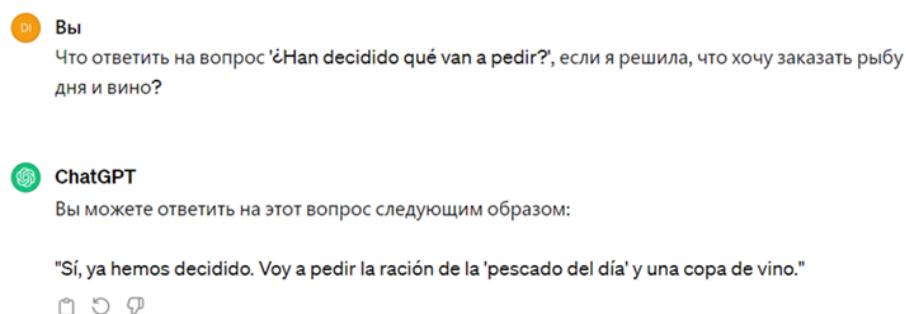 DI
Вы
Что ответить на вопрос '¿Han decidido qué van a pedir?', если я решила, что хочу заказать рыбу
дня и вино?
ChatGPT
Вы можете ответить на этот вопрос следующим образом:
"Sí, ya hemos decidido. Voy a pedir la ración de la 'pescado del día' y una copa de vino."